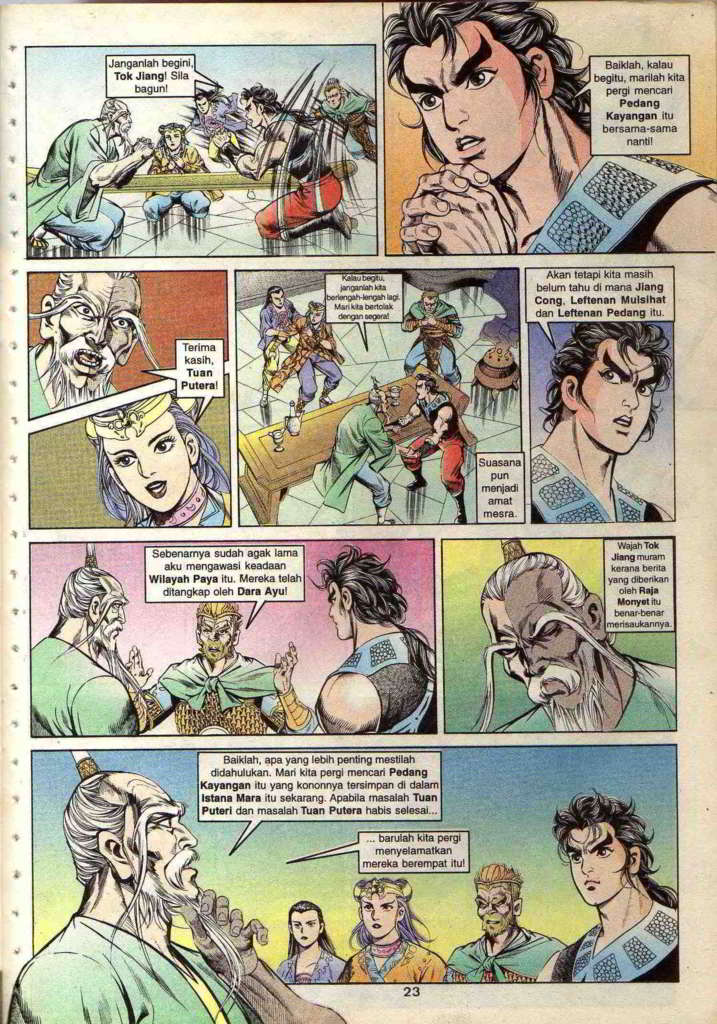 Janganlah begini,
Tok Jiang! Sila
bagun!
Baiklah, kalau
begitu, marilah kita
pergi mencari
Pedang
Kayangan itu
bersama-sama
nanti!
Terima
kasih,
Tuan
Putera!
Kalau begitu,
janganlah kita
berlengah-lengah lagi.
Mari kita bertolak
dengan segera!
Suasana
pun
menjadi
amat
mesra.
Akan tetapi kita masih
belum tahu di mana Jiang
Cong, Leftenan Mulsihat
dan Leftenan Pedang itu.
Sebenarnya sudah agak lama
aku mengawasi keadaan
Wilayah Paya itu. Mereka telah
ditangkap oleh Dara Ayu!
Wajah Tok
Jiang muram
kerana berita
yang diberikan
oleh Raja
Monyet itu
benar-benar
merisaukannya.
Baiklah, apa yang lebih penting mestilah
didahulukan. Mari kita pergi mencari Pedang
Kayangan itu yang kononnya tersimpan di dalam
Istana Mara itu sekarang. Apabila masalah Tuan
Puteri dan masalah Tuan Putera habis selesai...
... barulah kita pergi
menyelamatkan
mereka berempat itu!
23